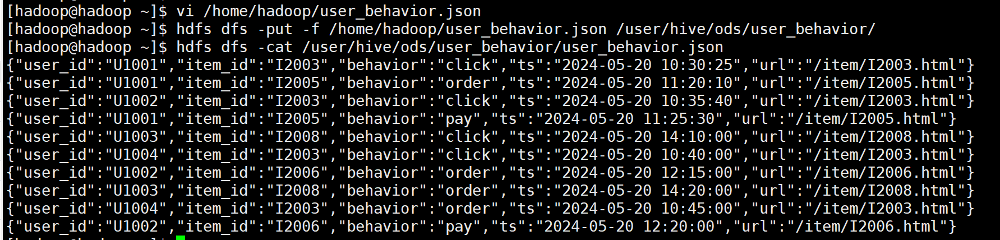 [hadoop@hadoop ~]$ vi /home/hadoop/user_behavior.json
[hadoop@hadoop ~]$ hdfs dfs -put -f /home/hadoop/user_behavior.json /user/hive/ods/user_behavior/
[hadoop@hadoop ~]$ hdfs dfs -cat /user/hive/ods/user_behavior/user_behavior.json
{"user_id":"U1001","item_id":"I2003","behavior":"click","ts":"2024-05-20 10:30:25","url":"/item/I2003.html"}
{"user_id":"U1001","item_id":"I2005","behavior":"order","ts":"2024-05-20 11:20:10","url":"/item/I2005.html"}
{"user_id":"U1002","item_id":"I2003","behavior":"click","ts":"2024-05-20 10:35:40","url":"/item/I2003.html"}
{"user_id":"U1001","item_id":"I2005","behavior":"pay","ts":"2024-05-20 11:25:30","url":"/item/I2005.html"}
{"user_id":"U1003","item_id":"I2008","behavior":"click","ts":"2024-05-20 14:10:00","url":"/item/I2008.html"}
{"user_id":"U1004","item_id":"I2003","behavior":"click","ts":"2024-05-20 10:40:00","url":"/item/I2003.html"}
{"user_id":"U1002","item_id":"I2006","behavior":"order","ts":"2024-05-20 12:15:00","url":"/item/I2006.html"}
{"user_id":"U1003","item_id":"I2008","behavior":"order","ts":"2024-05-20 14:20:00","url":"/item/I2008.html"}
{"user_id":"U1004","item_id":"I2003","behavior":"order","ts":"2024-05-20 10:45:00","url":"/item/I2003.html"}
{"user_id":"U1002","item_id":"I2006","behavior":"pay","ts":"2024-05-20 12:20:00","url":"/item/I2006.html"}
[hadoop@hadoop ~]$